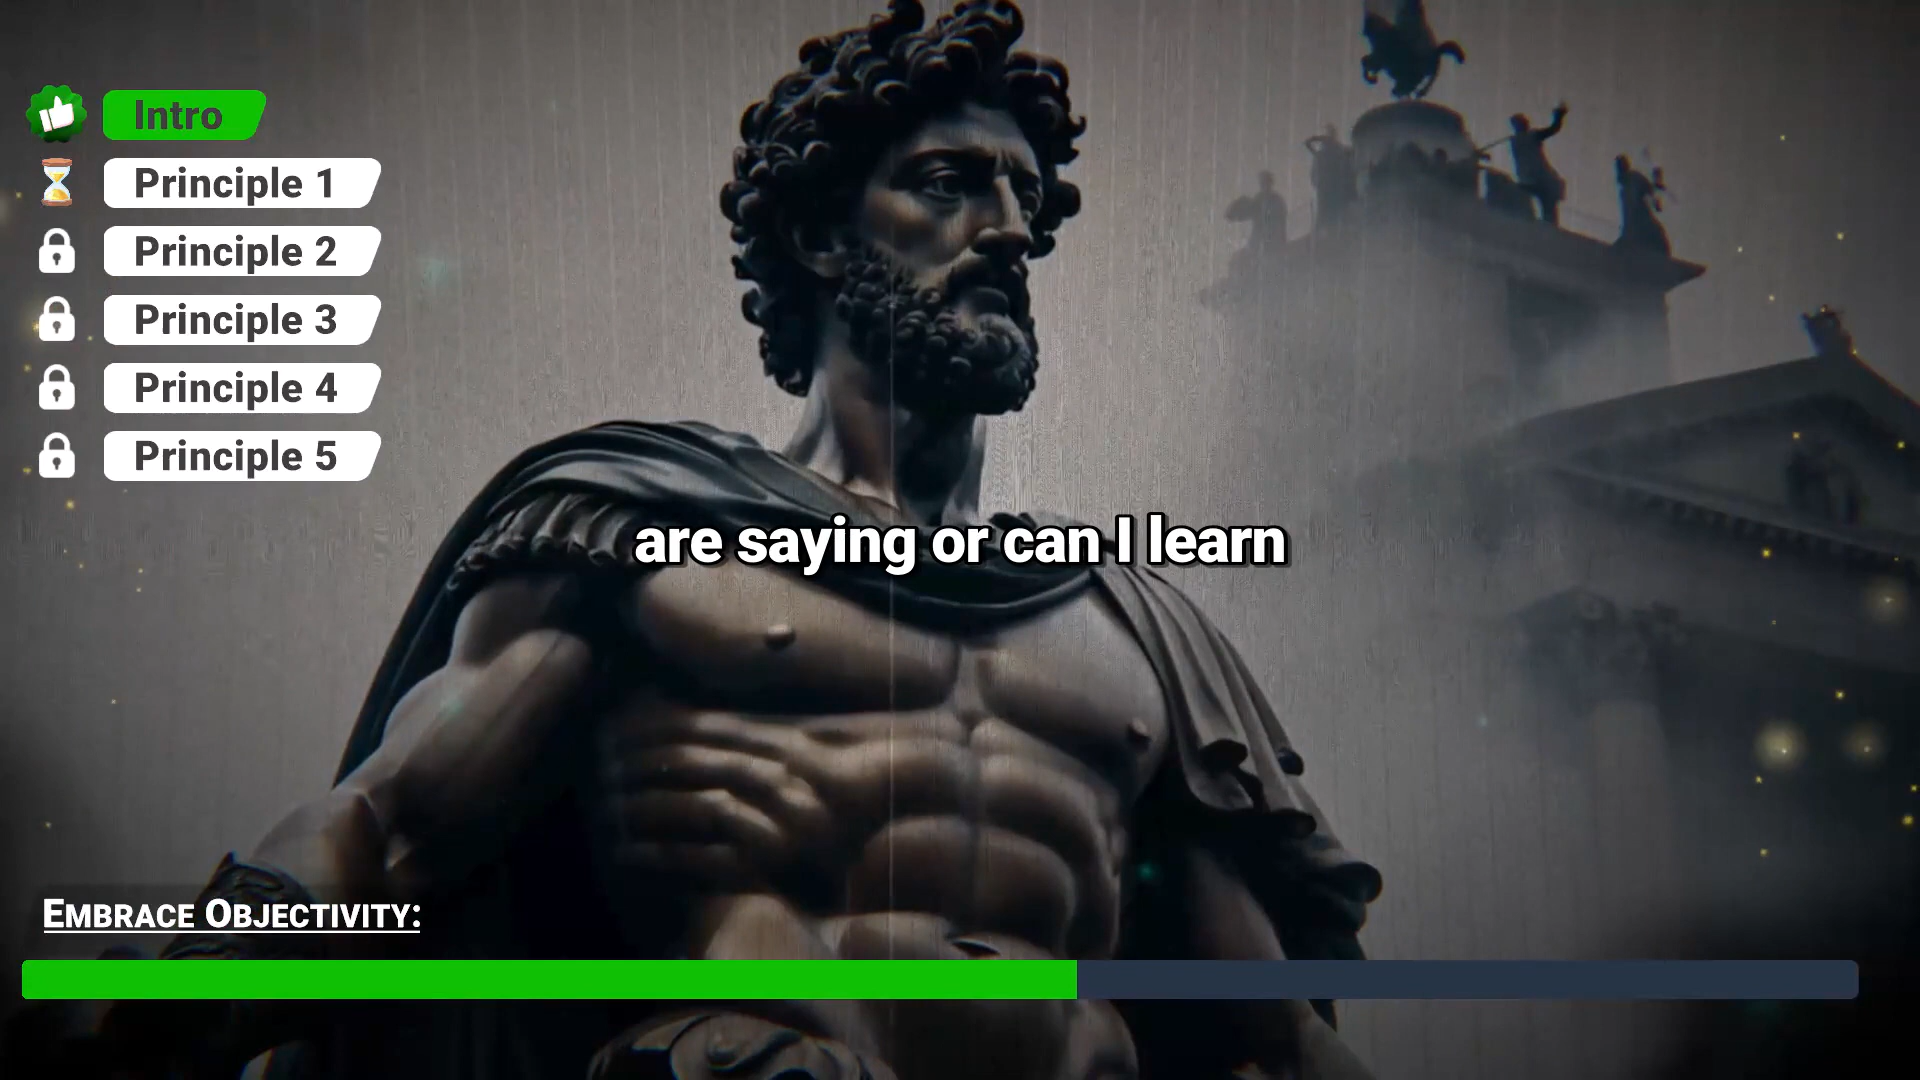 Intro
Principle 1
Principle 2
Principle 3
Principle 4
Principle 5
are saying or can I learn
EMBRACE OBJECTIVITY: